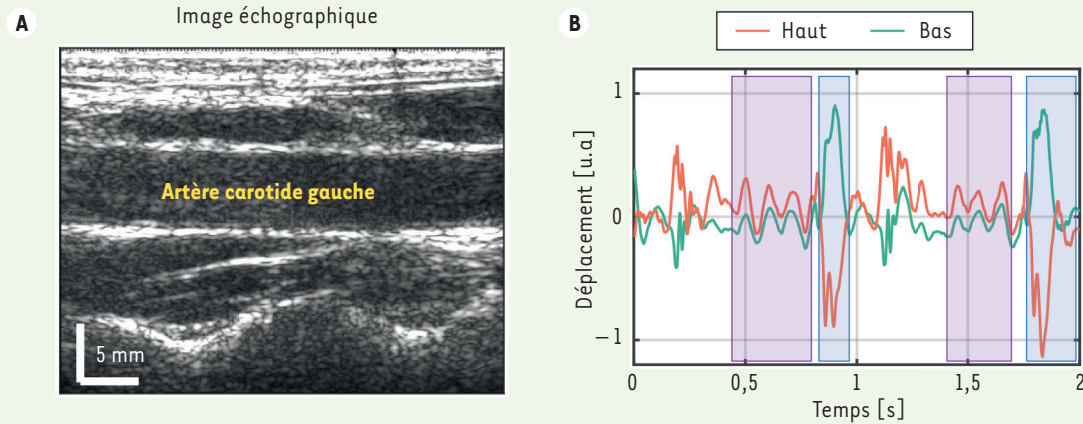 A
Image échographique
Artère carotide gauche
5 mm
B
Haut
Bas
Déplacement [u.a]
1
0
– 1
0
0,5
1
1,5
2
Temps [s]